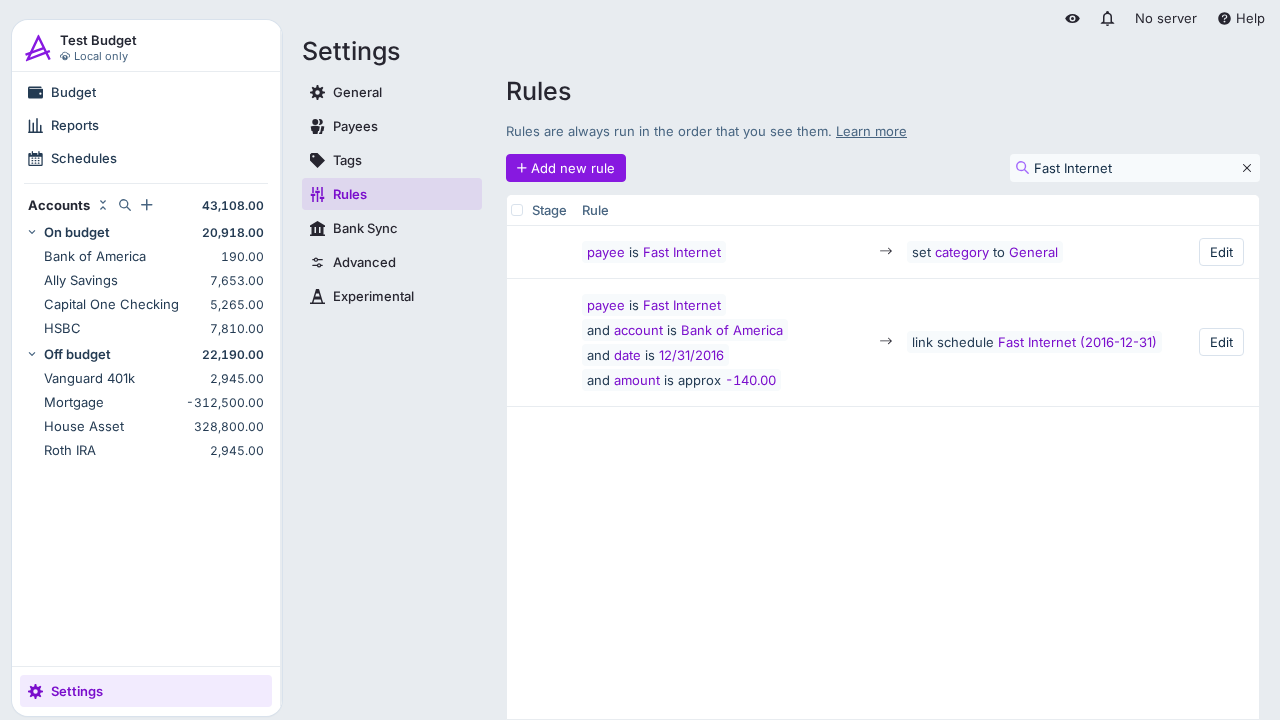 No server
Help
Test Budget
Local only
Budget
Reports
Schedules
Accounts 43,108.00
On budget 20,918.00
Bank of America 190.00
Ally Savings 7,653.00
Capital One Checking 5,265.00
HSBC 7,810.00
Off budget 22,190.00
Vanguard 401k 2,945.00
Mortgage -312,500.00
House Asset 328,800.00
Roth IRA 2,945.00
Settings
Settings
General
Payees
Tags
Rules
Bank Sync
Advanced
Experimental
Rules
Rules are always run in the order that you see them. Learn more
+ Add new rule
Fast Internet
Stage Rule
payee is Fast Internet → set category to General Edit
payee is Fast Internet
and account is Bank of America
and date is 12/31/2016
and amount is approx -140.00
→ link schedule Fast Internet (2016-12-31) Edit